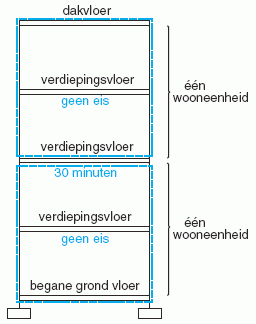 dakvloer
verdiepingsvloer
geen eis
één
wooneenheid
verdiepingsvloer
30 minuten
verdiepingsvloer
geen eis
één
wooneenheid
begane grond vloer